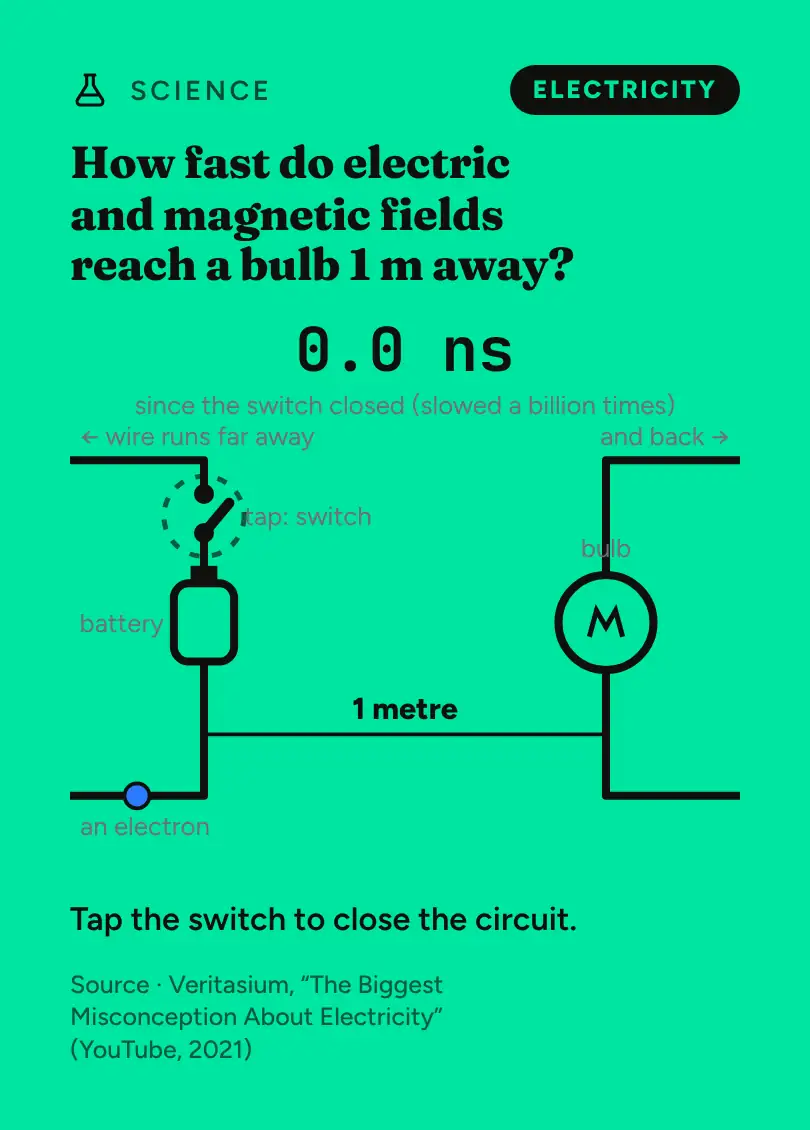 SCIENCE
ELECTRICITY
How fast do electric
and magnetic fields
reach a bulb 1 m away?
0.0 ns
since the switch closed (slowed a billion times)
← wire runs far away
and back →
tap: switch
bulb
battery
1 metre
an electron
Tap the switch to close the circuit.
Source · Veritasium, “The Biggest
Misconception About Electricity”
(YouTube, 2021)